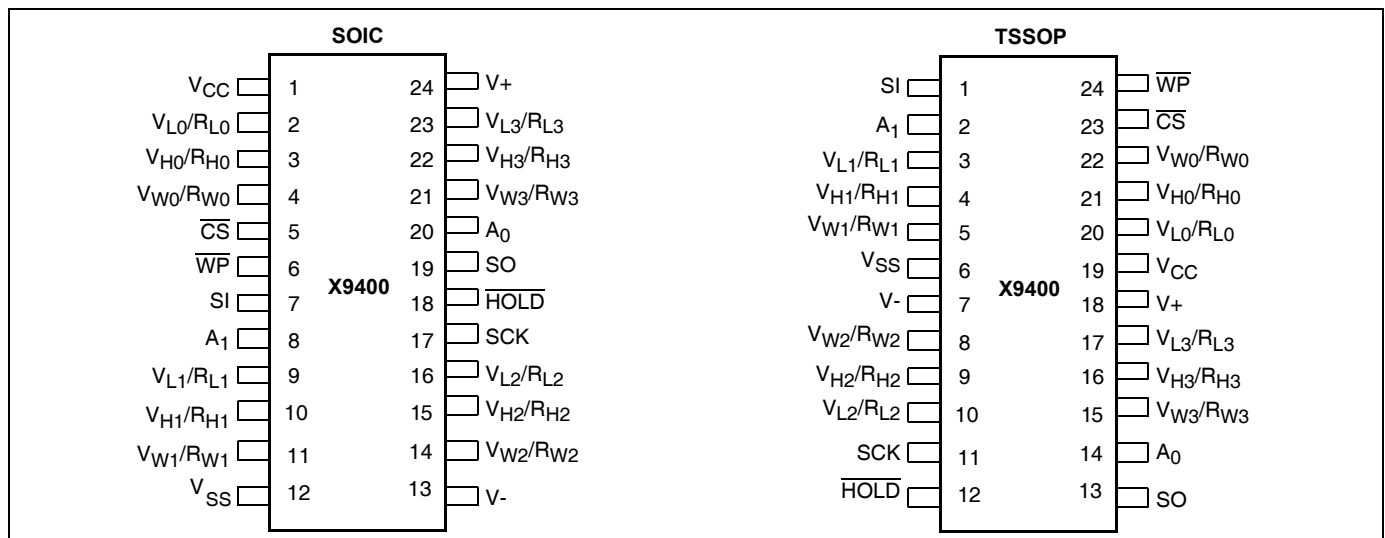 SOIC
V_CC 1 24 V+
V_L0/R_L0 2 23 V_L3/R_L3
V_H0/R_H0 3 22 V_H3/R_H3
V_W0/R_W0 4 21 V_W3/R_W3
C̅S̅ 5 20 A_0
W̅P̅ 6 19 SO
X9400
SI 7 18 H̅O̅L̅D̅
A_1 8 17 SCK
V_L1/R_L1 9 16 V_L2/R_L2
V_H1/R_H1 10 15 V_H2/R_H2
V_W1/R_W1 11 14 V_W2/R_W2
V_SS 12 13 V-
TSSOP
SI 1 24 W̅P̅
A_1 2 23 C̅S̅
V_L1/R_L1 3 22 V_W0/R_W0
V_H1/R_H1 4 21 V_H0/R_H0
V_W1/R_W1 5 20 V_L0/R_L0
V_SS 6 19 V_CC
X9400
V- 7 18 V+
V_W2/R_W2 8 17 V_L3/R_L3
V_H2/R_H2 9 16 V_H3/R_H3
V_L2/R_L2 10 15 V_W3/R_W3
SCK 11 14 A_0
H̅O̅L̅D̅ 12 13 SO